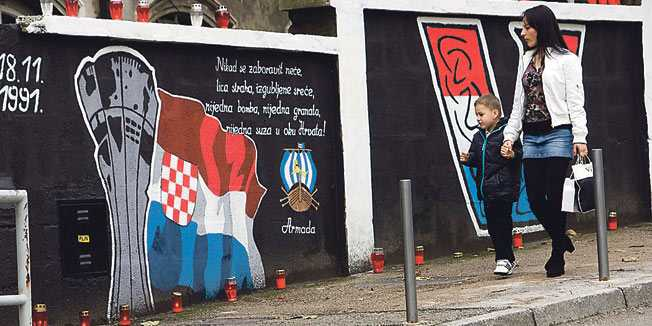 18.11.
1991.
Nikad se zaboravit neće,
lica straha, izgubljene sreće,
nijedna bomba, nijedna granata,
nijedna suza u oku Hrvata!
Armada
PLIN